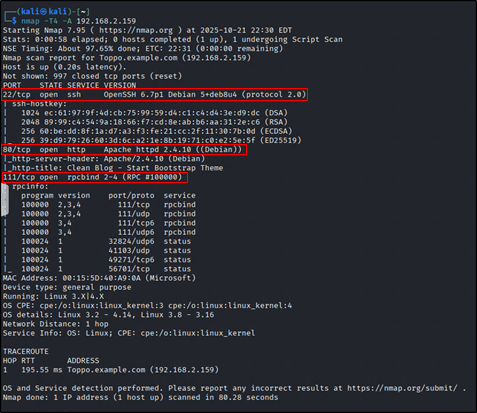 ┌──(kali㉿kali)-[~]
└─$ nmap -T4 -A 192.168.2.159
Starting Nmap 7.95 ( https://nmap.org ) at 2025-10-21 22:30 EDT
Stats: 0:00:58 elapsed; 0 hosts completed (1 up), 1 undergoing Script Scan
NSE Timing: About 97.65% done; ETC: 22:31 (0:00:00 remaining)
Nmap scan report for Toppo.example.com (192.168.2.159)
Host is up (0.20s latency).
Not shown: 997 closed tcp ports (reset)
PORT    STATE SERVICE VERSION
22/tcp  open  ssh     OpenSSH 6.7p1 Debian 5+deb8u4 (protocol 2.0)
| ssh-hostkey:
|   1024 ec:61:97:9f:4d:cb:75:99:59:d4:c1:c4:d4:3e:d9:dc (DSA)
|   2048 89:99:c4:54:9a:18:66:f7:cd:8e:ab:b6:aa:31:2e:c6 (RSA)
|   256 60:be:dd:8f:1a:d7:a3:f3:fe:21:cc:2f:11:30:7b:0d (ECDSA)
|_  256 39:d9:79:26:60:3d:6c:a2:1e:8b:19:71:c0:e2:5e:5f (ED25519)
80/tcp  open  http    Apache httpd 2.4.10 ((Debian))
|_http-server-header: Apache/2.4.10 (Debian)
|_http-title: Clean Blog - Start Bootstrap Theme
111/tcp open  rpcbind 2-4 (RPC #100000)
| rpcinfo:
|   program version    port/proto  service
|   100000  2,3,4        111/tcp   rpcbind
|   100000  2,3,4        111/udp   rpcbind
|   100000  3,4          111/tcp6  rpcbind
|   100000  3,4          111/udp6  rpcbind
|   100024  1          32824/udp6  status
|   100024  1          41103/udp   status
|   100024  1          49271/tcp6  status
|_  100024  1          56701/tcp   status
MAC Address: 00:15:5D:40:A9:0A (Microsoft)
Device type: general purpose
Running: Linux 3.X|4.X
OS CPE: cpe:/o:linux:linux_kernel:3 cpe:/o:linux:linux_kernel:4
OS details: Linux 3.2 - 4.14, Linux 3.8 - 3.16
Network Distance: 1 hop
Service Info: OS: Linux; CPE: cpe:/o:linux:linux_kernel
TRACEROUTE
HOP RTT       ADDRESS
1   195.55 ms Toppo.example.com (192.168.2.159)
OS and Service detection performed. Please report any incorrect results at https://nmap.org/submit/ .
Nmap done: 1 IP address (1 host up) scanned in 80.28 seconds